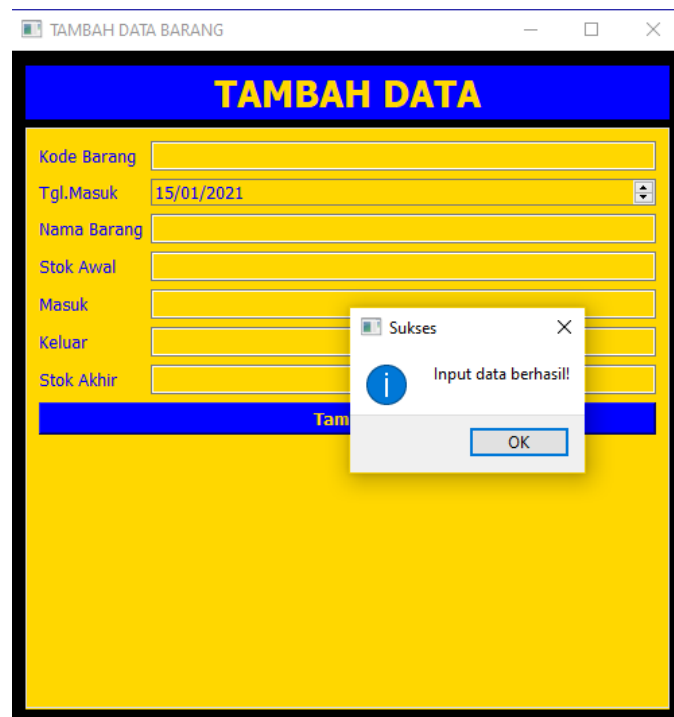 TAMBAH DATA BARANG
TAMBAH DATA
Kode Barang
Tgl.Masuk 15/01/2021
Nama Barang
Stok Awal
Masuk
Keluar
Stok Akhir
Sukses
Input data berhasil!
OK